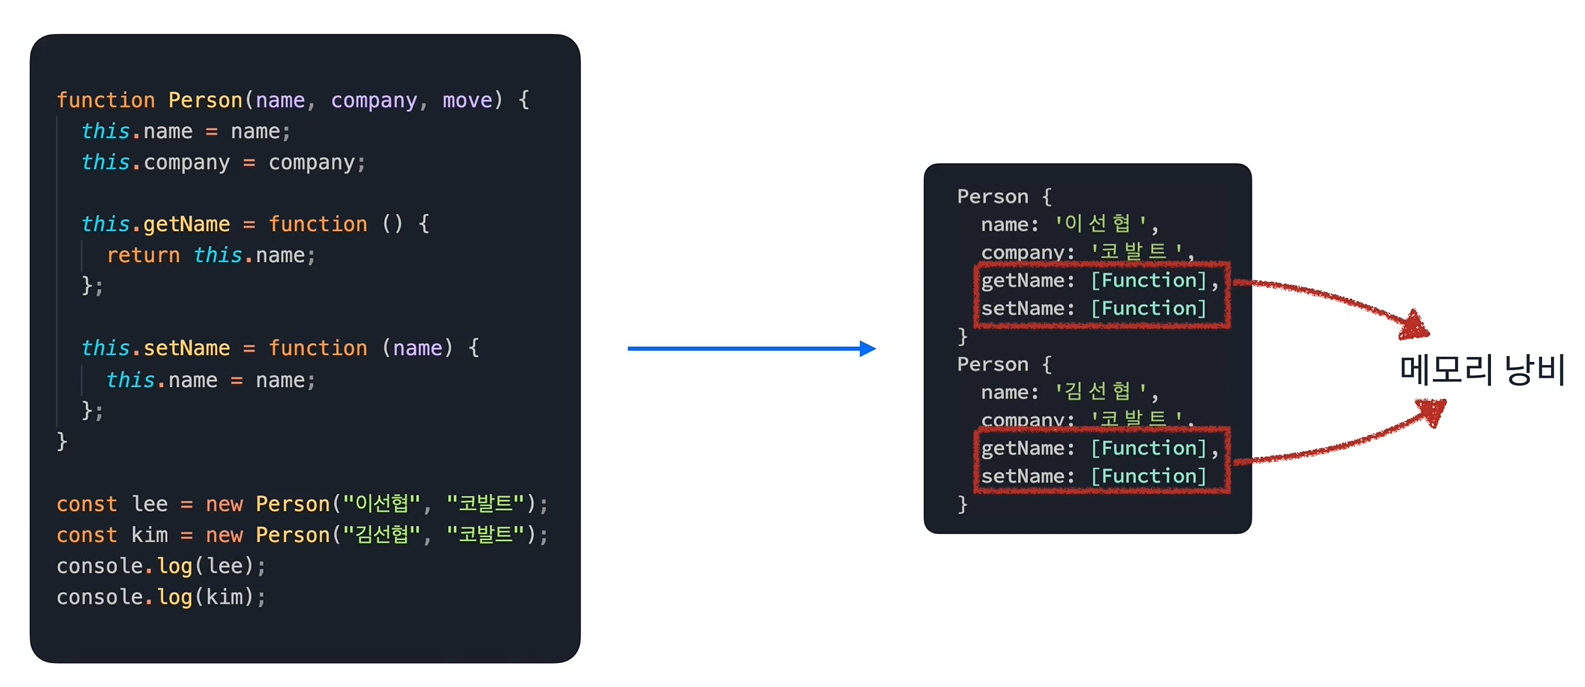 function Person(name, company, move) {
this.name = name;
this.company = company;
this.getName = function () {
return this.name;
};
this.setName = function (name) {
this.name = name;
};
}
const lee = new Person("이선협", "코발트");
const kim = new Person("김선협", "코발트");
console.log(lee);
console.log(kim);
Person {
name: '이선협',
company: '코발트',
getName: [Function],
setName: [Function]
}
Person {
name: '김선협',
company: '코발트',
getName: [Function],
setName: [Function]
}
메모리 낭비